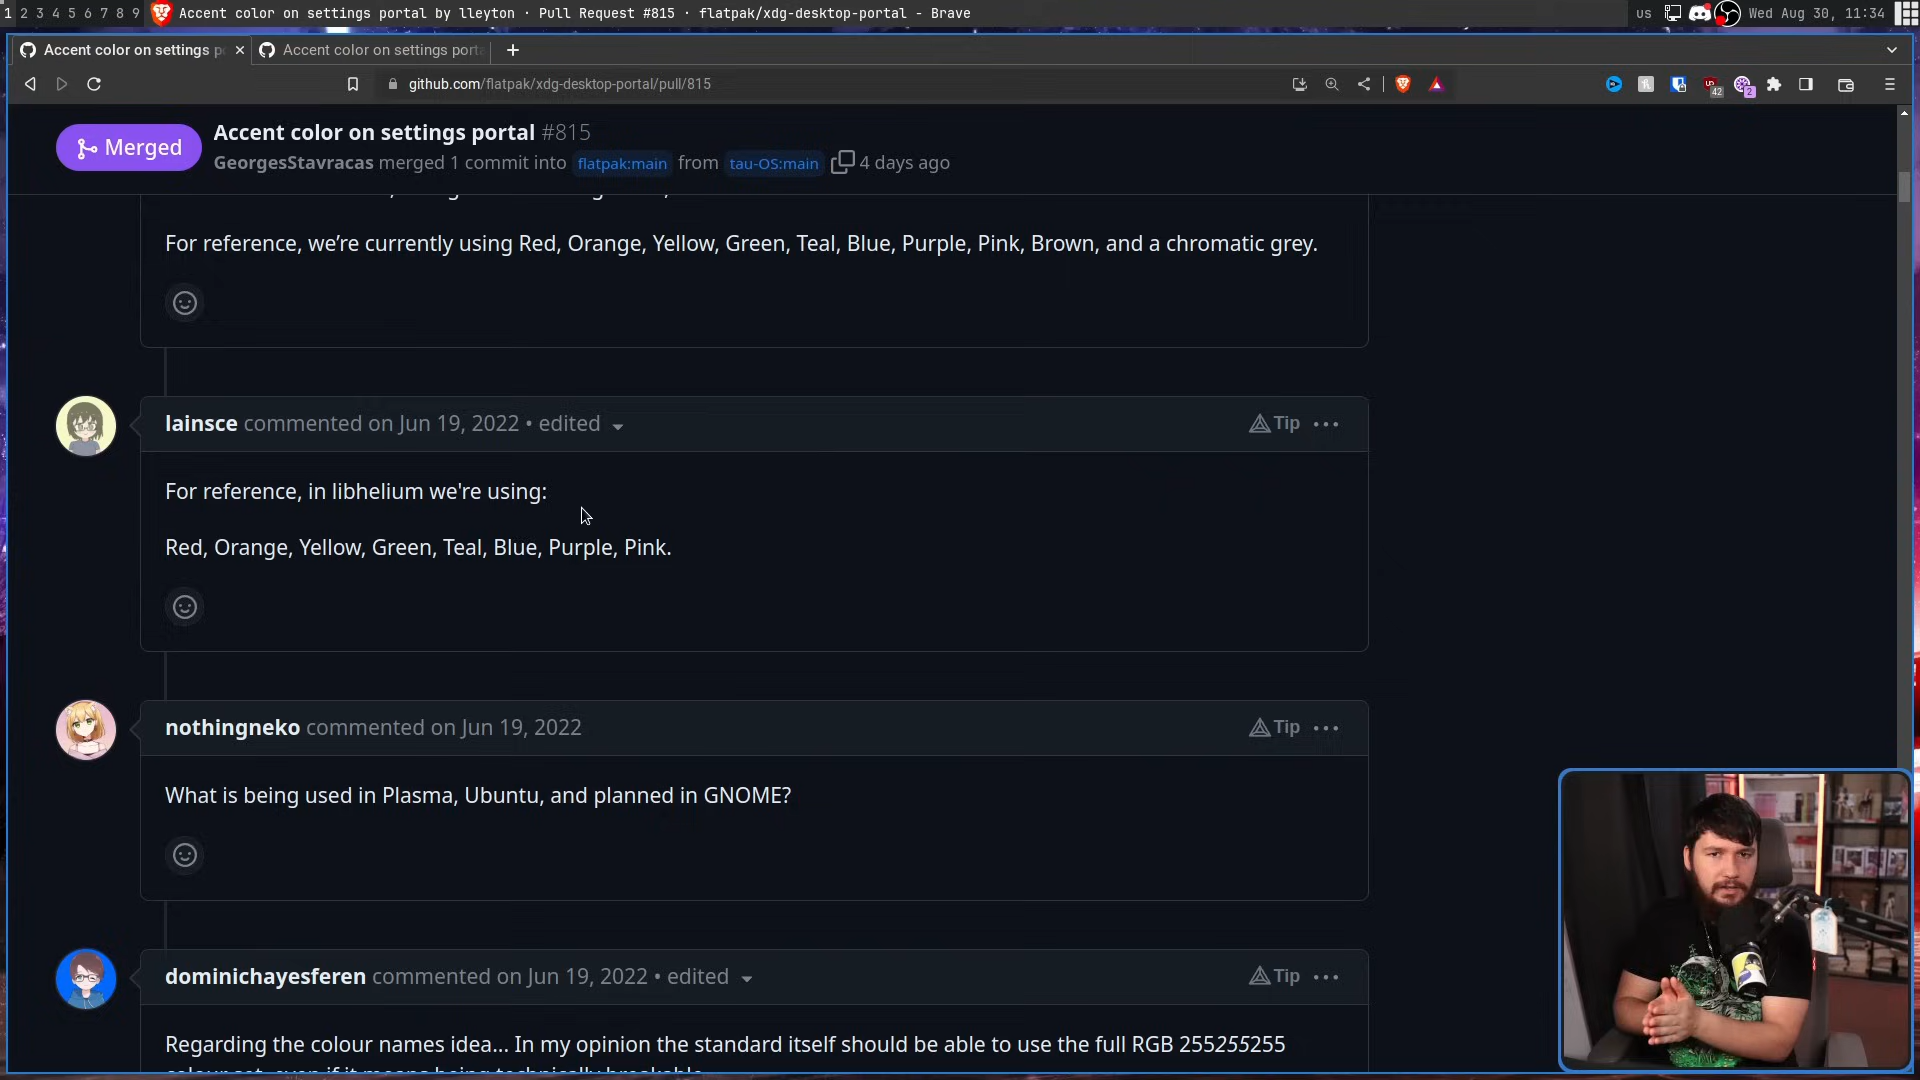 1 2 3 4 5 6 7 8 9 Accent color on settings portal by lleyton · Pull Request #815 · flatpak/xdg-desktop-portal - Brave us Wed Aug 30, 11:34
Accent color on settings p
Accent color on settings porta
github.com/flatpak/xdg-desktop-portal/pull/815
42
2
Merged
Accent color on settings portal #815
GeorgesStavracas merged 1 commit into flatpak:main from tau-OS:main 4 days ago
For reference, we’re currently using Red, Orange, Yellow, Green, Teal, Blue, Purple, Pink, Brown, and a chromatic grey.
lainsce commented on Jun 19, 2022 • edited
Tip
For reference, in libhelium we're using:
Red, Orange, Yellow, Green, Teal, Blue, Purple, Pink.
nothingneko commented on Jun 19, 2022
Tip
What is being used in Plasma, Ubuntu, and planned in GNOME?
dominichayesferen commented on Jun 19, 2022 • edited
Tip
Regarding the colour names idea... In my opinion the standard itself should be able to use the full RGB 255255255